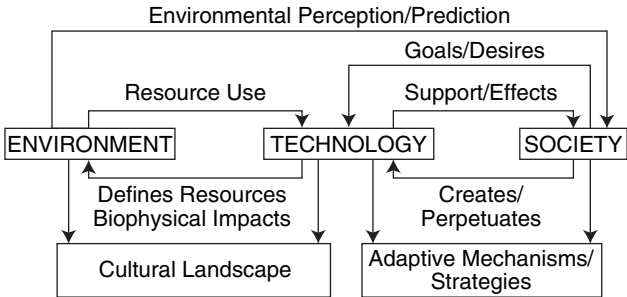 Environmental Perception/Prediction
Goals/Desires
Resource Use
Support/Effects
ENVIRONMENT
TECHNOLOGY
SOCIETY
Defines Resources
Biophysical Impacts
Creates/
Perpetuates
Cultural Landscape
Adaptive Mechanisms/
Strategies